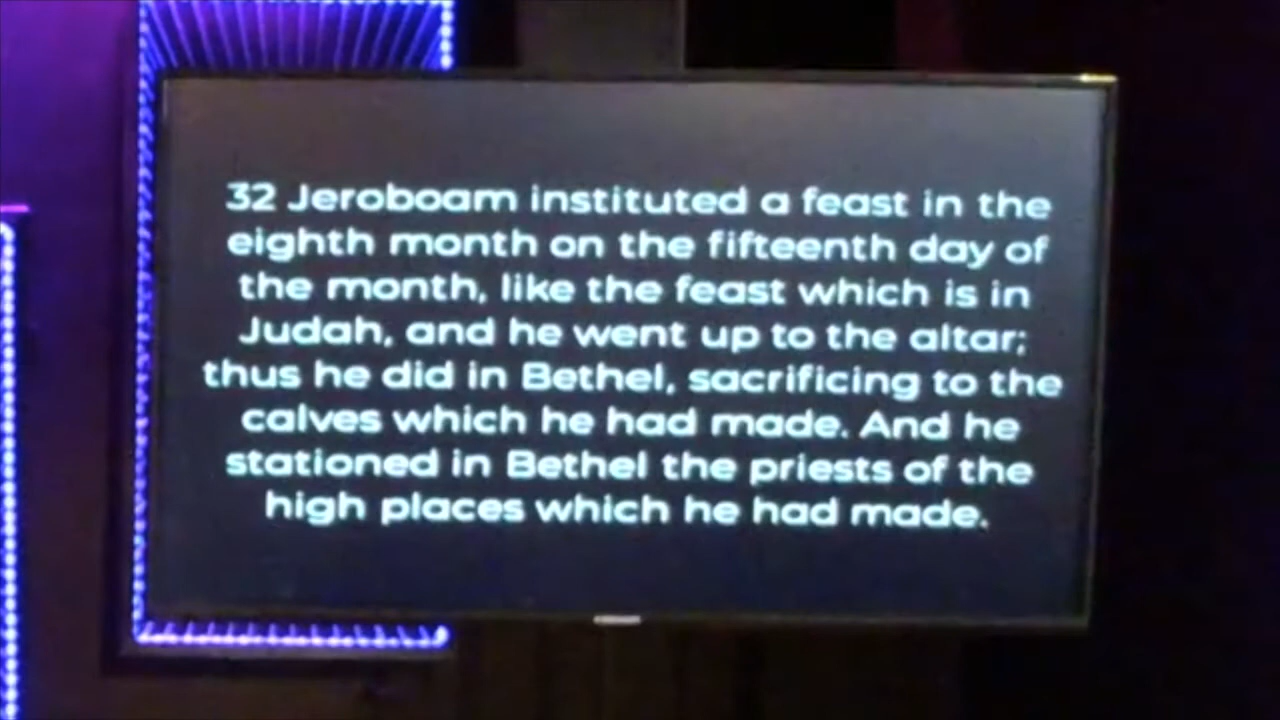 32 Jeroboam instituted a feast in the
eighth month on the fifteenth day of
the month, like the feast which is in
Judah, and he went up to the altar;
thus he did in Bethel, sacrificing to the
calves which he had made. And he
stationed in Bethel the priests of the
high places which he had made.